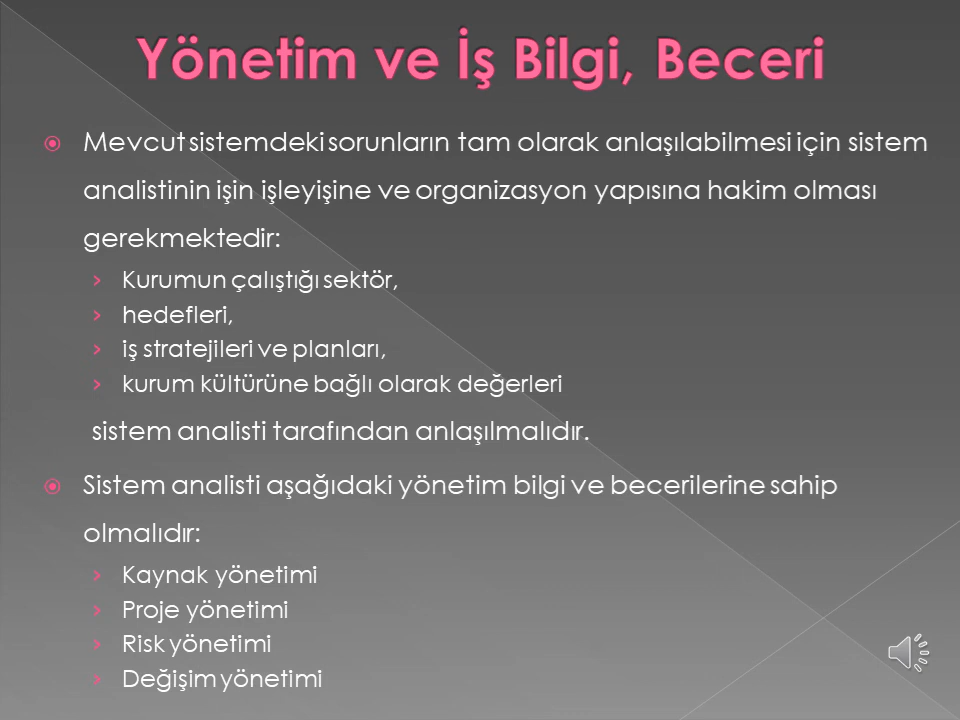 Yönetim ve İş Bilgi, Beceri
Mevcut sistemdeki sorunların tam olarak anlaşılabilmesi için sistem
analistinin işin işleyişine ve organizasyon yapısına hakim olması
gerekmektedir:
Kurumun çalıştığı sektör,
hedefleri,
iş stratejileri ve planları,
kurum kültürüne bağlı olarak değerleri
sistem analisti tarafından anlaşılmalıdır.
Sistem analisti aşağıdaki yönetim bilgi ve becerilerine sahip
olmalıdır:
Kaynak yönetimi
Proje yönetimi
Risk yönetimi
Değişim yönetimi